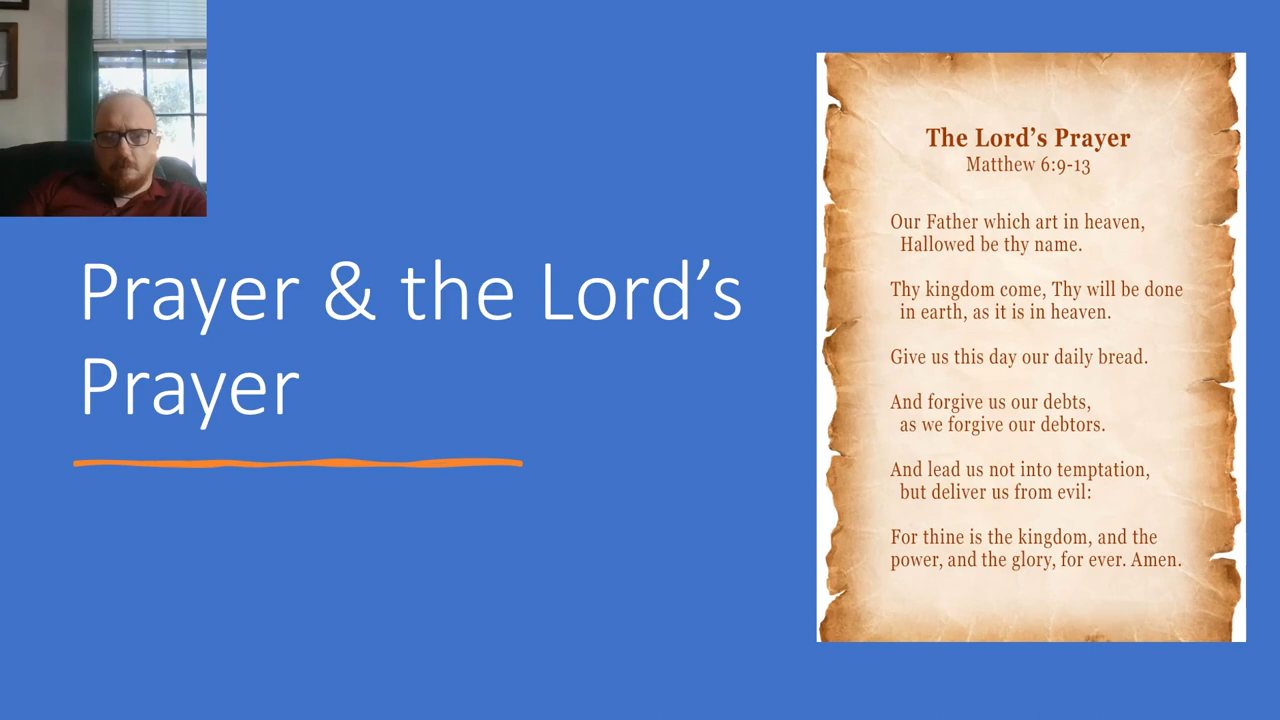 Prayer & the Lord’s
Prayer
The Lord’s Prayer
Matthew 6:9-13
Our Father which art in heaven,
Hallowed be thy name.
Thy kingdom come, Thy will be done
in earth, as it is in heaven.
Give us this day our daily bread.
And forgive us our debts,
as we forgive our debtors.
And lead us not into temptation,
but deliver us from evil:
For thine is the kingdom, and the
power, and the glory, for ever. Amen.